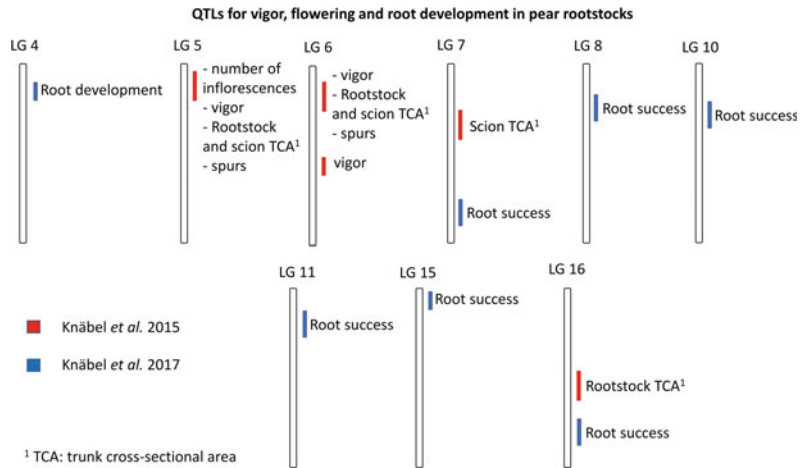 QTLs for vigor, flowering and root development in pear rootstocks
LG 4
Root development
LG 5
- number of
inflorescences
- vigor
- Rootstock
and scion TCA¹
- spurs
LG 6
- vigor
- Rootstock
and scion TCA¹
- spurs
vigor
LG 7
Scion TCA¹
Root success
LG 8
Root success
LG 10
Root success
LG 11
Root success
LG 15
Root success
LG 16
Rootstock TCA¹
Root success
Knäbel et al. 2015
Knäbel et al. 2017
¹ TCA: trunk cross-sectional area